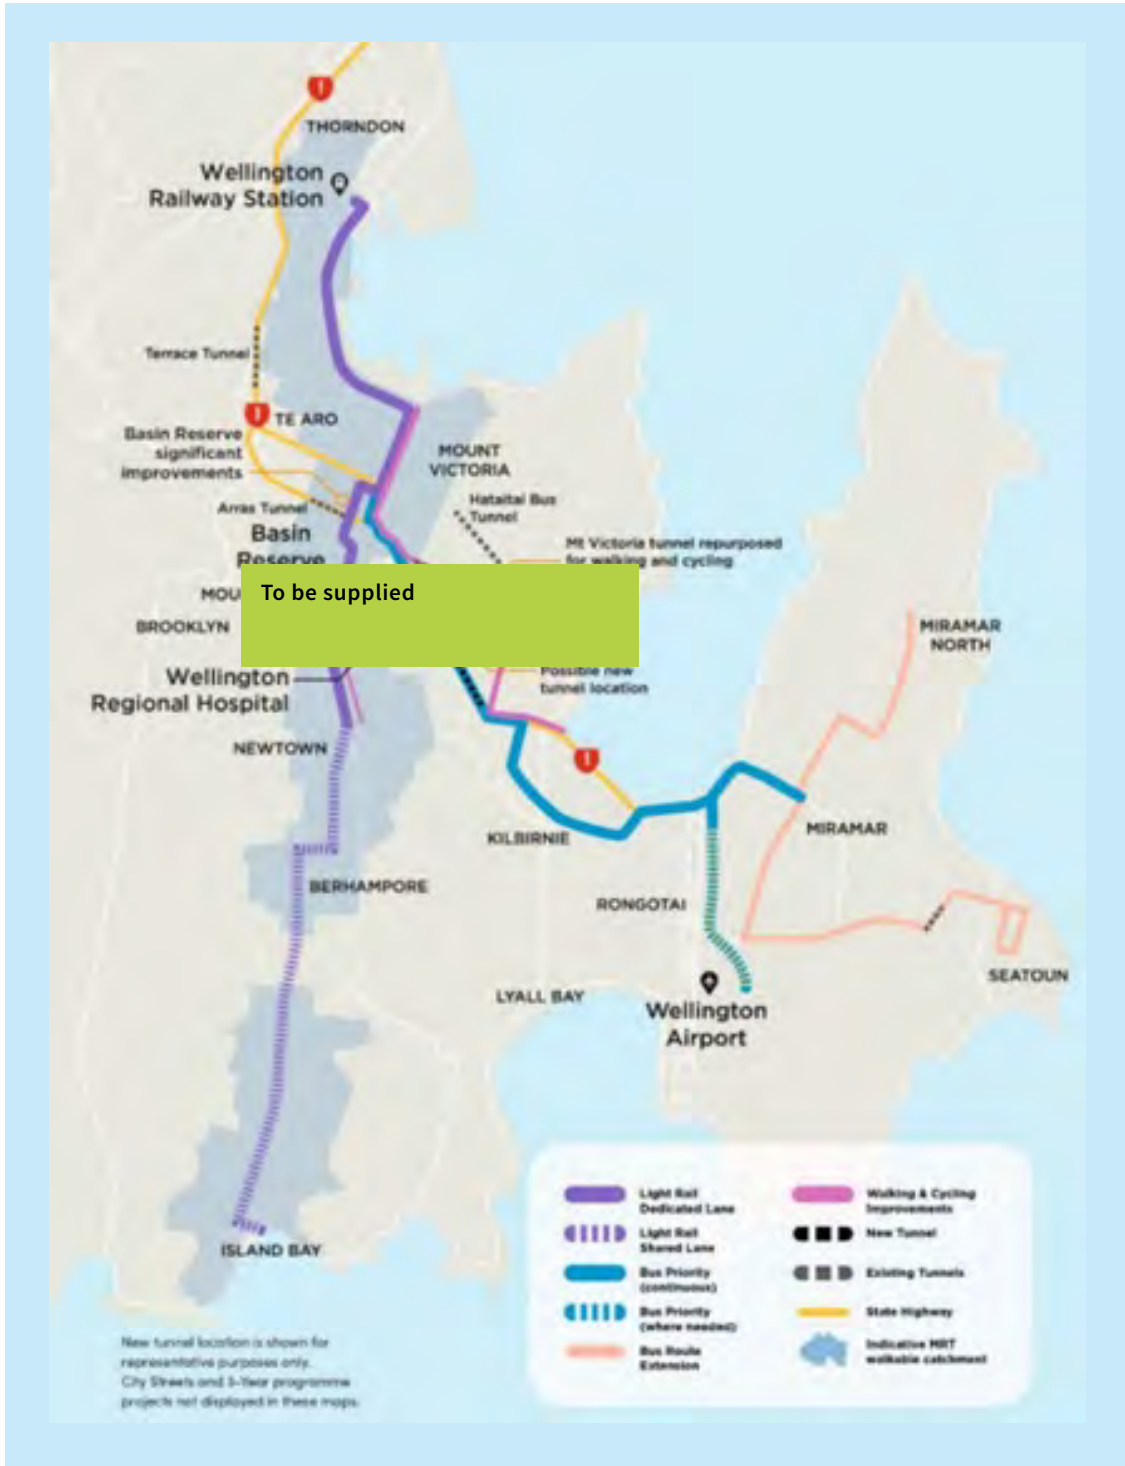 1
THORNDON
Wellington
Railway Station
Terrace Tunnel
1
TE ARO
Basin Reserve
significant
improvements
MOUNT
VICTORIA
Arras Tunnel
Hataitai Bus
Tunnel
Basin
Reserve
Mt Victoria tunnel repurposed
for walking and cycling
To be supplied
MOU
BROOKLYN
MIRAMAR
NORTH
Wellington
Regional Hospital
Possible new
tunnel location
NEWTOWN
1
KILBIRNIE
MIRAMAR
BERHAMPORE
RONGOTAI
SEATOUN
LYALL BAY
Wellington
Airport
ISLAND BAY
Light Rail
Dedicated Lane
Light Rail
Shared Lane
Bus Priority
(continuous)
Bus Priority
(where needed)
Bus Route
Extension
Walking & Cycling
Improvements
New Tunnel
Existing Tunnels
State Highway
Indicative MRT
walkable catchment
New tunnel location is shown for
representative purposes only.
City Streets and 3-Year programme
projects not displayed in these maps.